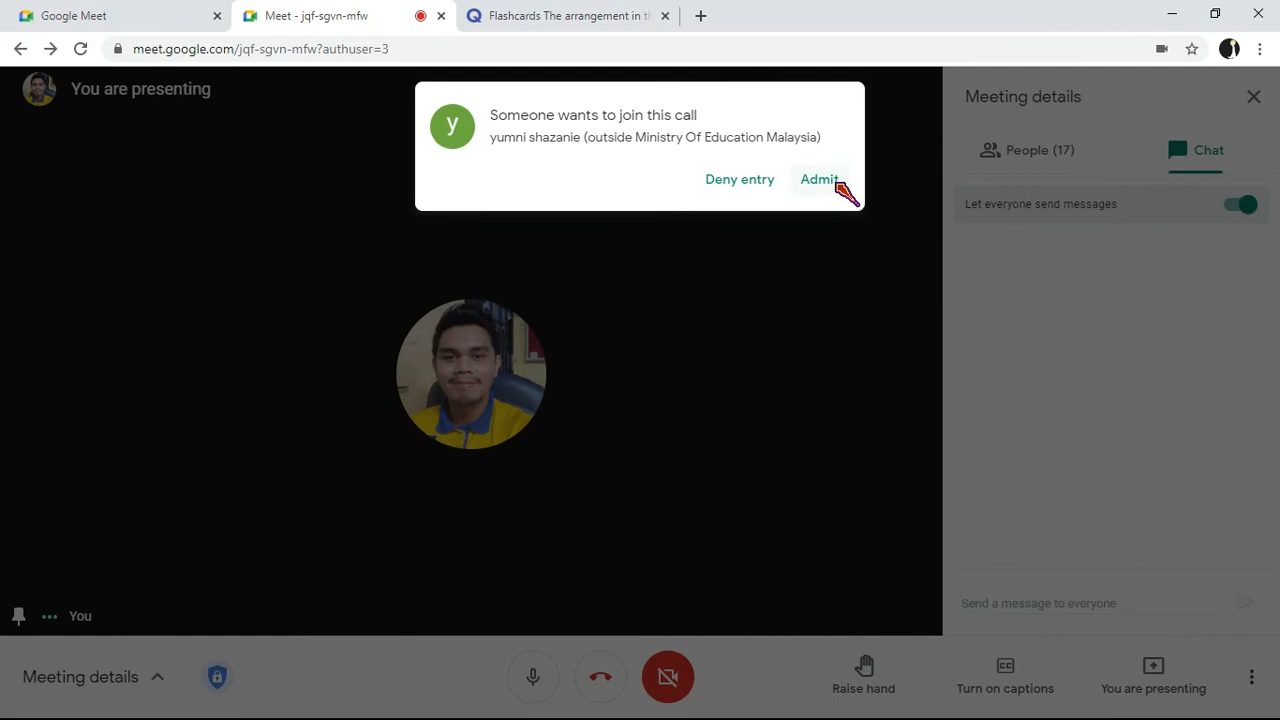 Google Meet
Meet - jqf-sgvn-mfw
Flashcards The arrangement in th
meet.google.com/jqf-sgvn-mfw?authuser=3
You are presenting
Someone wants to join this call
yumni shazanie (outside Ministry Of Education Malaysia)
y
Deny entry
Admit
Meeting details
People (17)
Chat
Let everyone send messages
You
Send a message to everyone
Meeting details
Raise hand
CC
Turn on captions
You are presenting